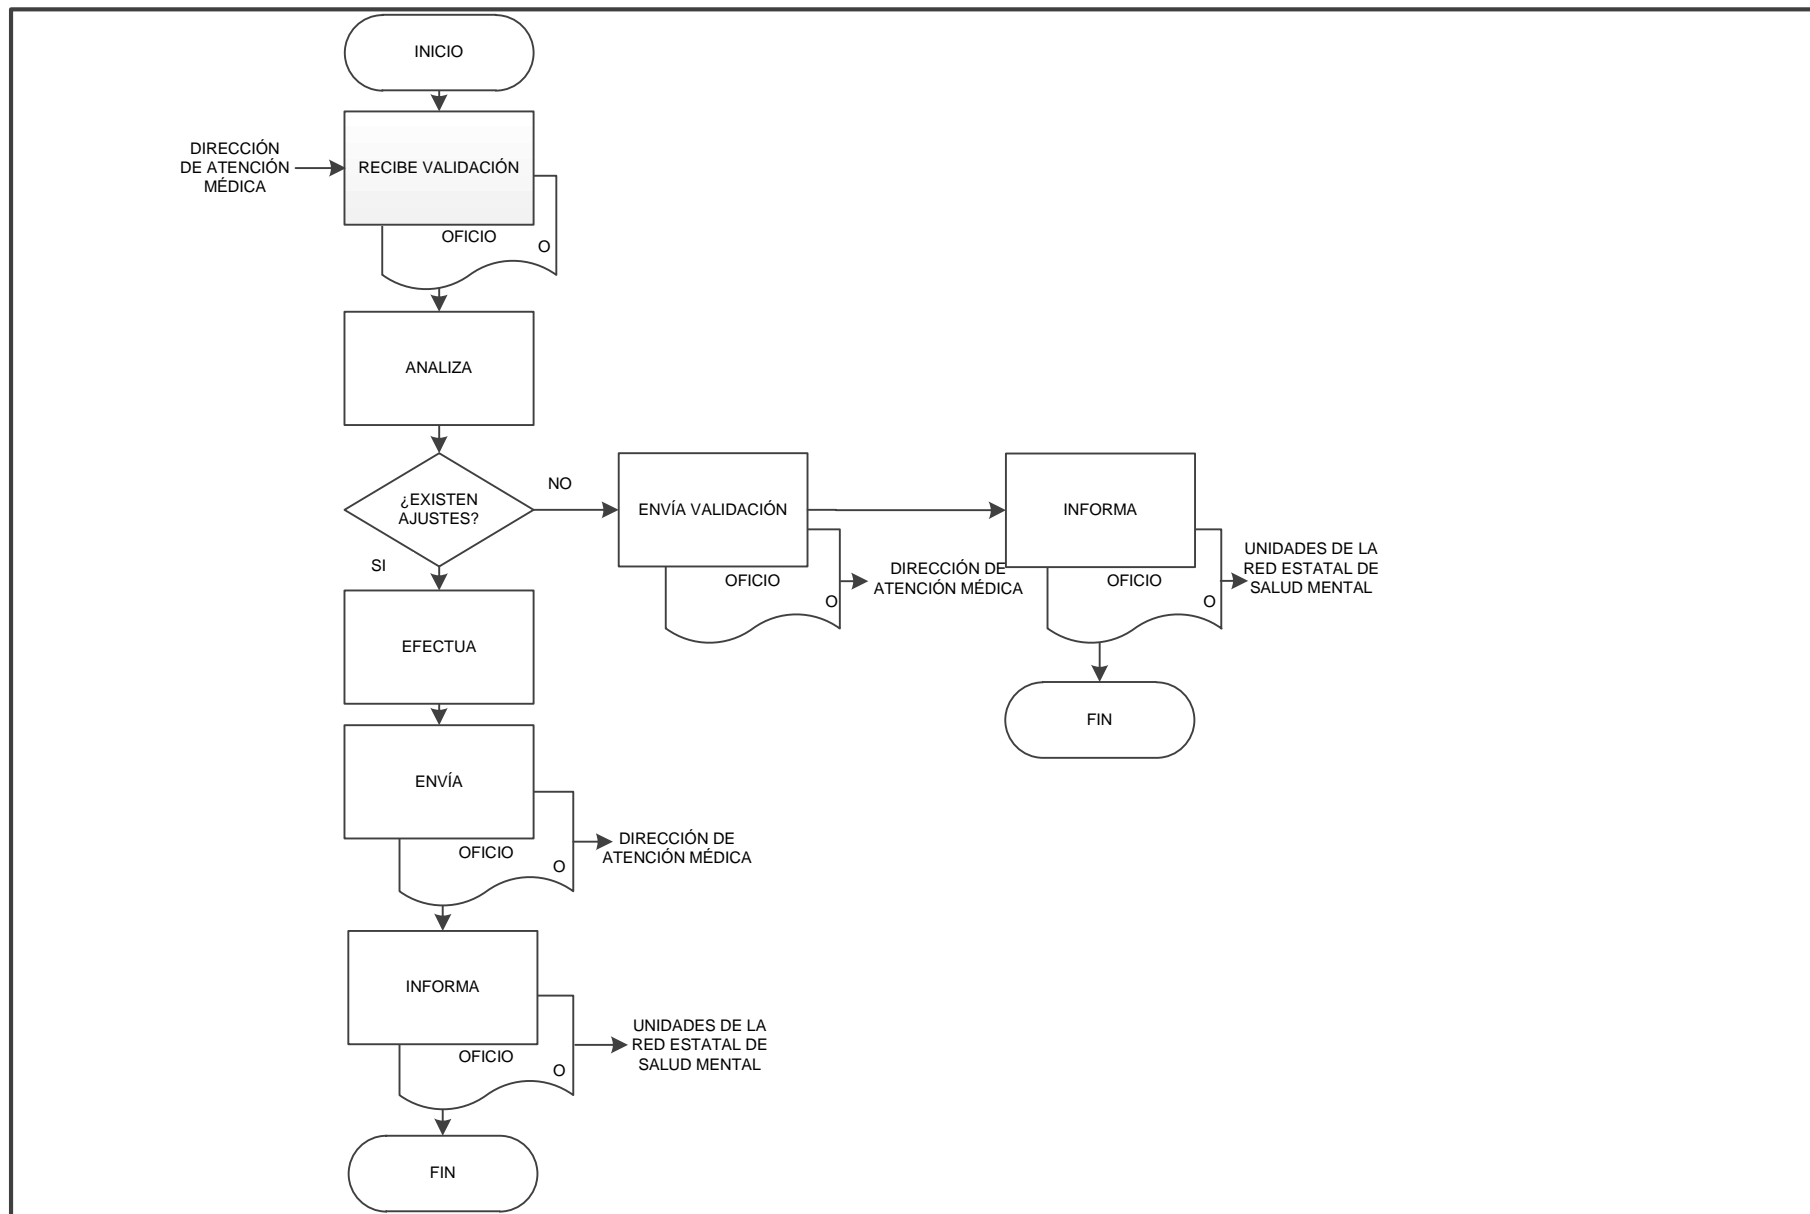 INICIO
DIRECCIÓN
DE ATENCIÓN
MÉDICA
RECIBE VALIDACIÓN
OFICIO
O
ANALIZA
¿EXISTEN
AJUSTES?
NO
ENVÍA VALIDACIÓN
OFICIO
O
DIRECCIÓN DE
ATENCIÓN MÉDICA
INFORMA
OFICIO
O
UNIDADES DE LA
RED ESTATAL DE
SALUD MENTAL
FIN
SI
EFECTUA
ENVÍA
OFICIO
O
DIRECCIÓN DE
ATENCIÓN MÉDICA
INFORMA
OFICIO
O
UNIDADES DE LA
RED ESTATAL DE
SALUD MENTAL
FIN